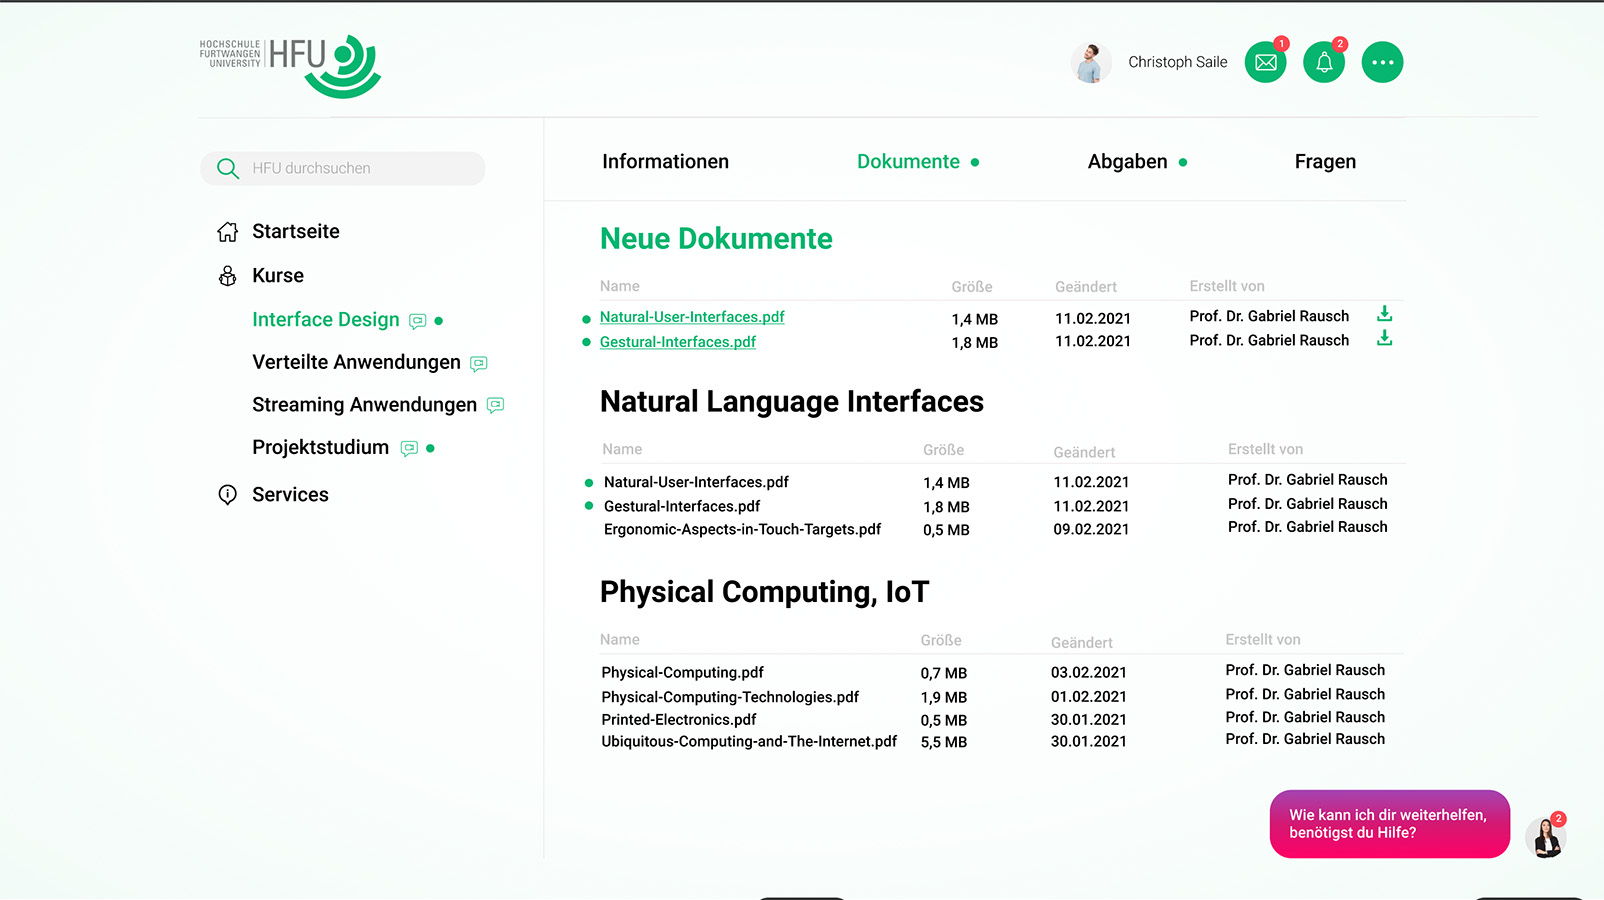 HOCHSCHULE
FURTWANGEN
UNIVERSITY
HFU
Christoph Saile
1
2
HFU durchsuchen
Startseite
Kurse
Interface Design
Verteilte Anwendungen
Streaming Anwendungen
Projektstudium
Services
Informationen Dokumente Abgaben Fragen
Neue Dokumente
Name Größe Geändert Erstellt von
Natural-User-Interfaces.pdf 1,4 MB 11.02.2021 Prof. Dr. Gabriel Rausch
Gestural-Interfaces.pdf 1,8 MB 11.02.2021 Prof. Dr. Gabriel Rausch
Natural Language Interfaces
Name Größe Geändert Erstellt von
Natural-User-Interfaces.pdf 1,4 MB 11.02.2021 Prof. Dr. Gabriel Rausch
Gestural-Interfaces.pdf 1,8 MB 11.02.2021 Prof. Dr. Gabriel Rausch
Ergonomic-Aspects-in-Touch-Targets.pdf 0,5 MB 09.02.2021 Prof. Dr. Gabriel Rausch
Physical Computing, IoT
Name Größe Geändert Erstellt von
Physical-Computing.pdf 0,7 MB 03.02.2021 Prof. Dr. Gabriel Rausch
Physical-Computing-Technologies.pdf 1,9 MB 01.02.2021 Prof. Dr. Gabriel Rausch
Printed-Electronics.pdf 0,5 MB 30.01.2021 Prof. Dr. Gabriel Rausch
Ubiquitous-Computing-and-The-Internet.pdf 5,5 MB 30.01.2021 Prof. Dr. Gabriel Rausch
Wie kann ich dir weiterhelfen,
benötigst du Hilfe?
2